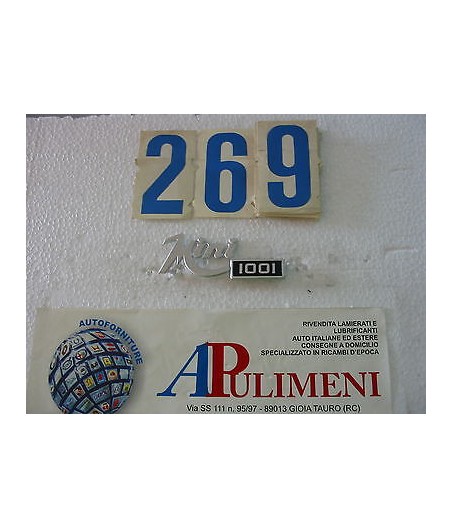 269
Mini
1001
AUTOFORNITURE
RIVENDITA LAMIERATI E
LUBRIFICANTI
AUTO ITALIANE ED ESTERE
CONSEGNE A DOMICILIO
SPECIALIZZATO IN RICAMBI D'EPOCA
APULIMENI
Via SS 111 n. 95/97 - 89013 GIOIA TAURO (RC)